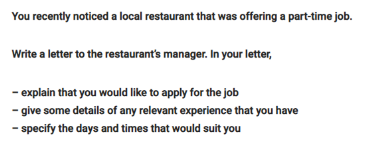 You recently noticed a local restaurant that was offering a part-time job.
Write a letter to the restaurant's manager. In your letter,
– explain that you would like to apply for the job
– give some details of any relevant experience that you have
– specify the days and times that would suit you